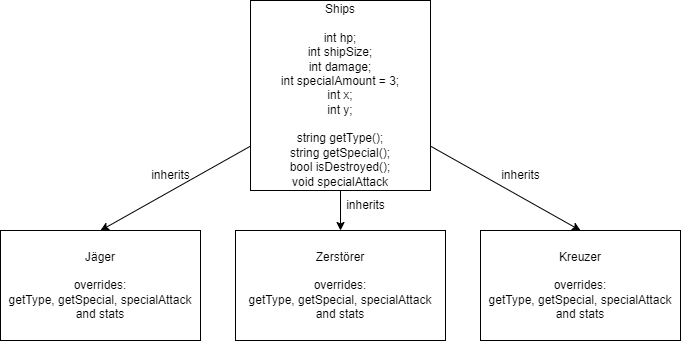 Ships
int hp;
int shipSize;
int damage;
int specialAmount = 3;
int x;
int y;
string getType();
string getSpecial();
bool isDestroyed();
void specialAttack
inherits
inherits
inherits
Jäger
overrides:
getType, getSpecial, specialAttack
and stats
Zerstörer
overrides:
getType, getSpecial, specialAttack
and stats
Kreuzer
overrides:
getType, getSpecial, specialAttack
and stats